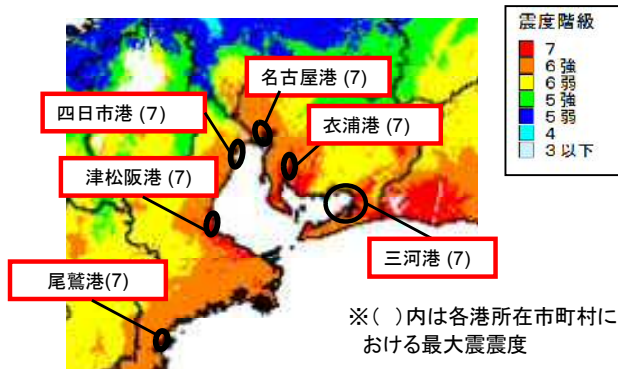 震度階級
7
6強
6弱
5強
5弱
4
3以下
名古屋港 (7)
四日市港 (7)
衣浦港 (7)
津松阪港 (7)
三河港 (7)
尾鷲港(7)
※( )内は各港所在市町村に
おける最大震震度